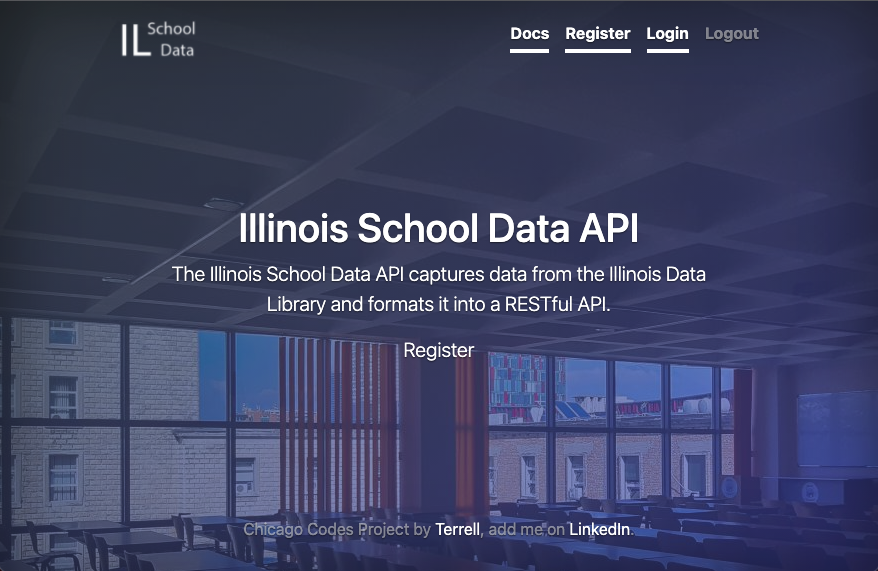 IL School
Data
Docs Register Login Logout
Illinois School Data API
The Illinois School Data API captures data from the Illinois Data
Library and formats it into a RESTful API.
Register
Chicago Codes Project by Terrell, add me on LinkedIn.